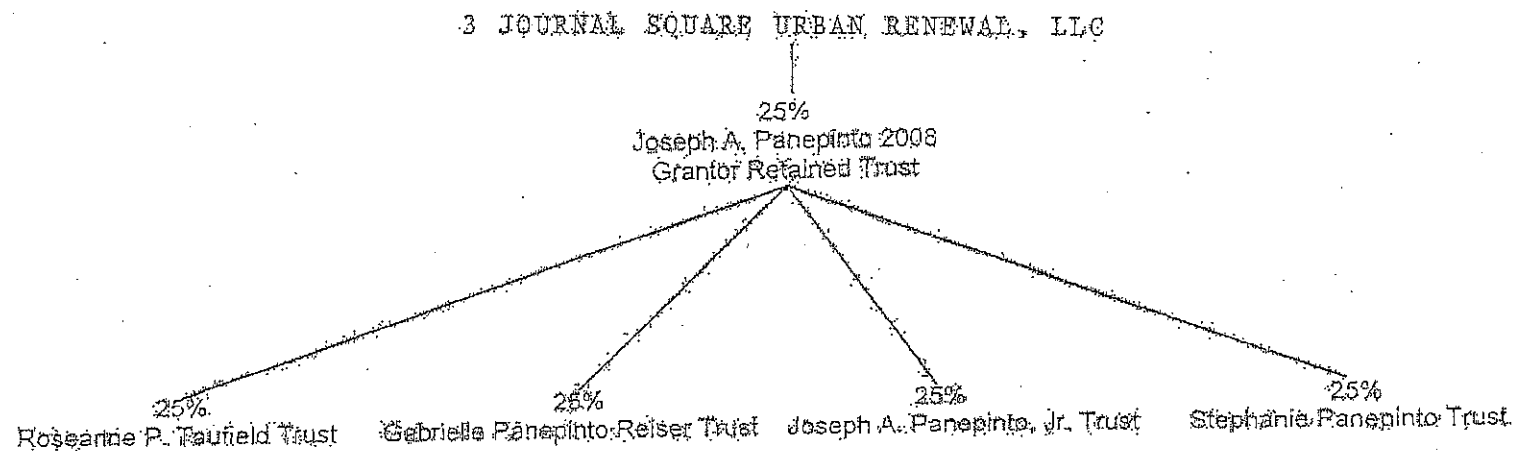 3 JOURNAL SQUARE URBAN RENEWAL, LLC
25%
Joseph A. Panepinto 2008
Grantor Retained Trust
25% 25% 25% 25%
Roseanne P. Taufield Trust Gabrielle Panepinto Reiser Trust Joseph A. Panepinto, Jr. Trust Stephanie Panepinto Trust